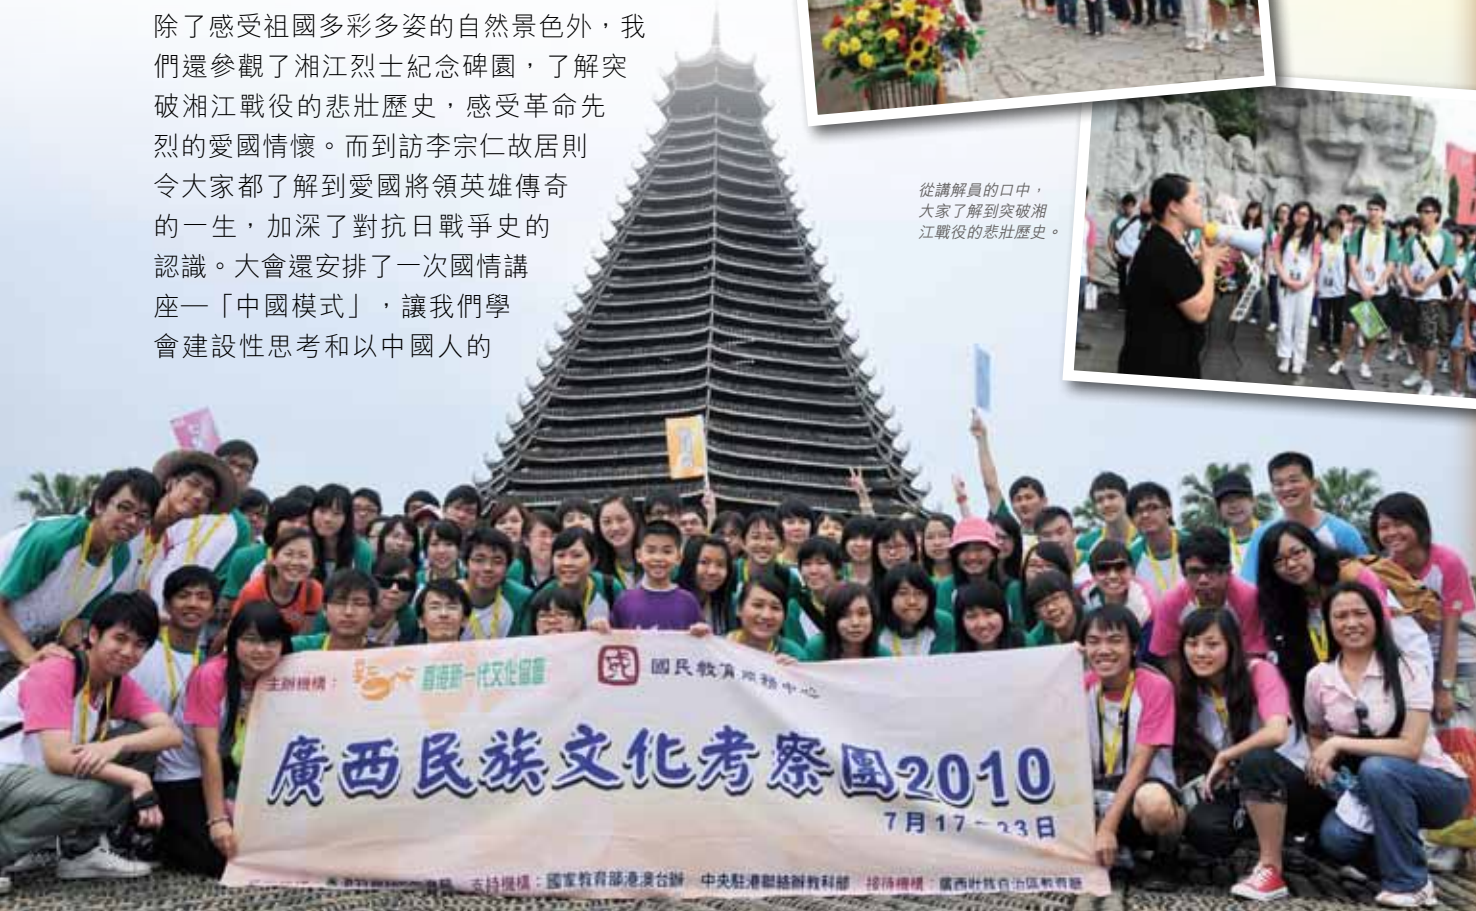 除了感受祖國多彩多姿的自然景色外，我
們還參觀了湘江烈士紀念碑園，了解突
破湘江戰役的悲壯歷史，感受革命先
烈的愛國情懷。而到訪李宗仁故居則
令大家都了解到愛國將領英雄傳奇
的一生，加深了對抗日戰爭史的
認識。大會還安排了一次國情講
座—「中國模式」，讓我們學
會建設性思考和以中國人的
從講解員的口中，
大家了解到突破湘
江戰役的悲壯歷史。
主辦機構： 香港新一代文化協會 國民教育服務中心
廣西民族文化考察團2010
7月17-23日
支持機構：國家教育部港澳台辦 中央駐港聯絡辦教科部 接待機構：廣西壯族自治區教育廳